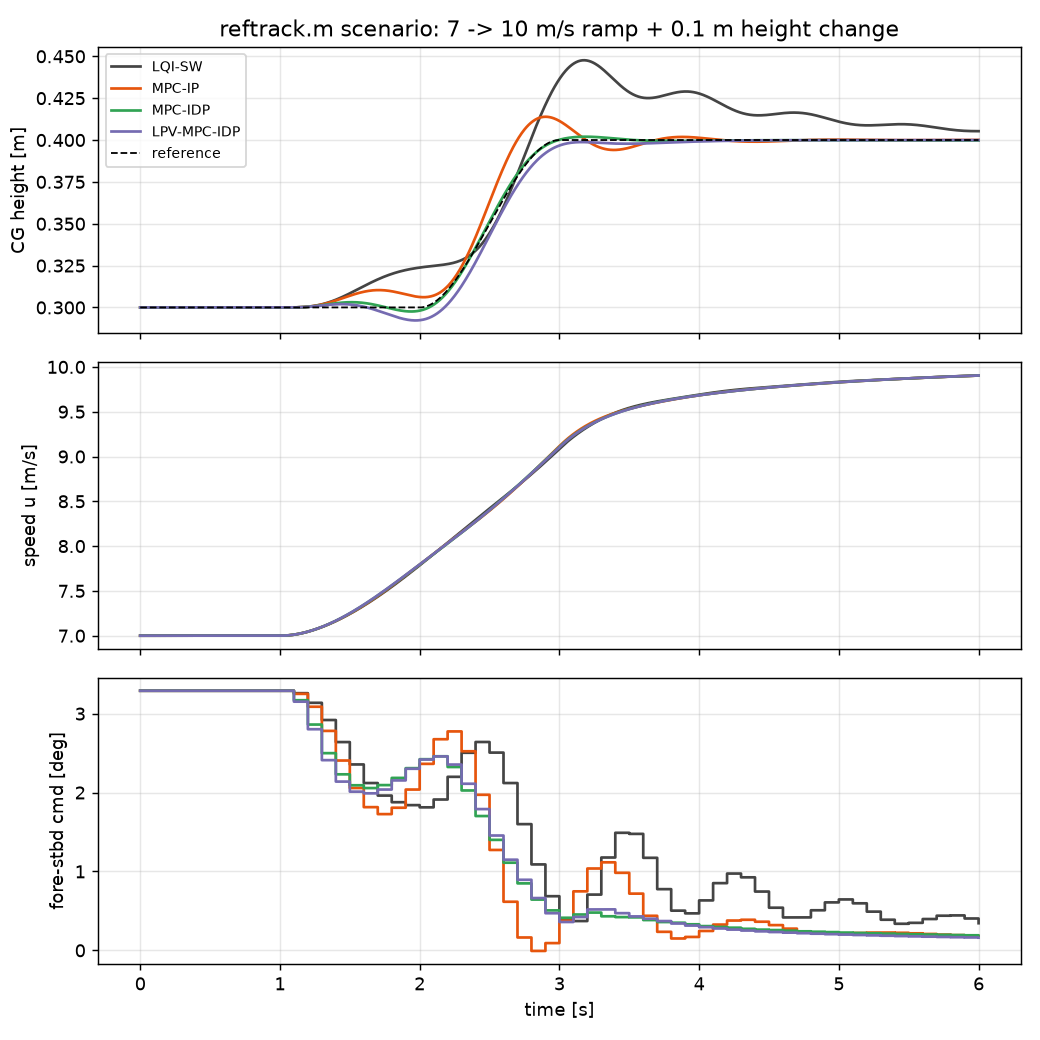 reftrack.m scenario: 7 -> 10 m/s ramp + 0.1 m height change
CG height [m]
0.450
0.425
0.400
0.375
0.350
0.325
0.300
LQI-SW
MPC-IP
MPC-IDP
LPV-MPC-IDP
reference
speed u [m/s]
10.0
9.5
9.0
8.5
8.0
7.5
7.0
fore-stbd cmd [deg]
3
2
1
0
0 1 2 3 4 5 6
time [s]